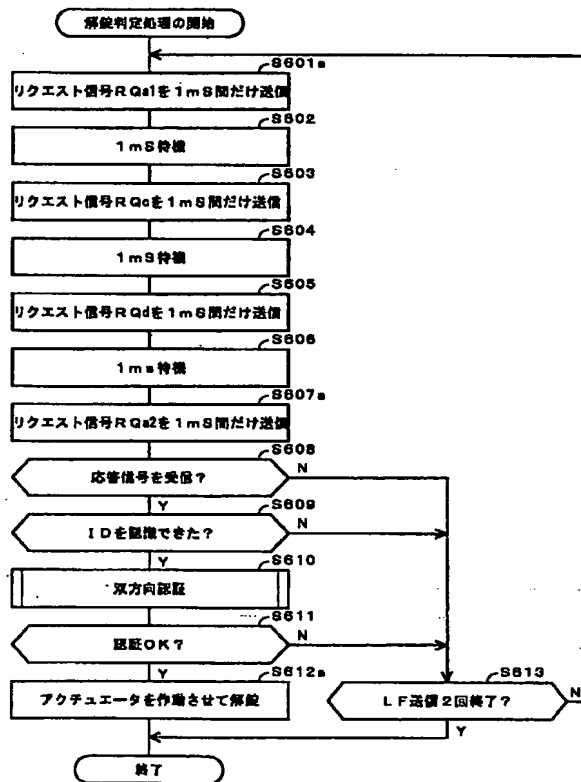 解錠判定処理の開始
S601a
リクエスト信号RQa1を1mS間だけ送信
S602
1mS待機
S603
リクエスト信号RQcを1mS間だけ送信
S604
1mS待機
S605
リクエスト信号RQdを1mS間だけ送信
S606
1ms待機
S607a
リクエスト信号RQa2を1mS間だけ送信
S608
応答信号を受信?
N
Y
S609
IDを認識できた?
N
Y
S610
双方向認証
S611
認証OK?
N
Y
S612a
アクチュエータを作動させて解錠
S613
LF送信2回終了?
N
Y
終了